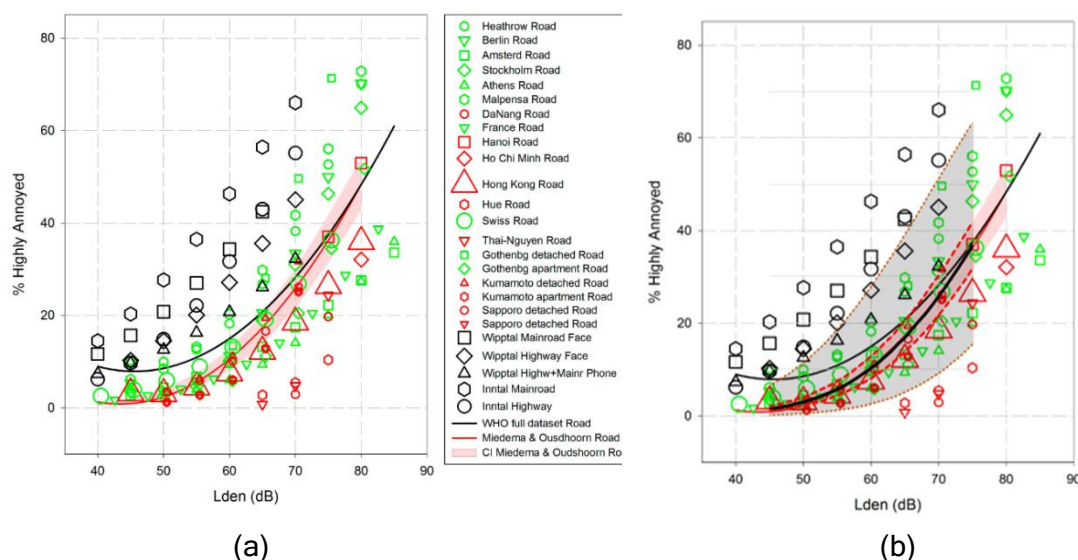 % Highly Annoyed
80
60
40
20
0
40 50 60 70 80 90
Lden (dB)
(a)
Heathrow Road
Berlin Road
Amsterd Road
Stockholm Road
Athens Road
Malpensa Road
DaNang Road
France Road
Hanoi Road
Ho Chi Minh Road
Hong Kong Road
Hue Road
Swiss Road
Thai-Nguyen Road
Gothenbg detached Road
Gothenbg apartment Road
Kumamoto detached Road
Kumamoto apartment Road
Sapporo detached Road
Sapporo detached Road
Wipptal Mainroad Face
Wipptal Highway Face
Wipptal Highw+Mainr Phone
Inntal Mainroad
Inntal Highway
WHO full dataset Road
Miedema & Ousdhoorn Road
CI Miedema & Oudshoorn Ro
% Highly Annoyed
80
60
40
20
0
40 50 60 70 80 90
Lden (dB)
(b)